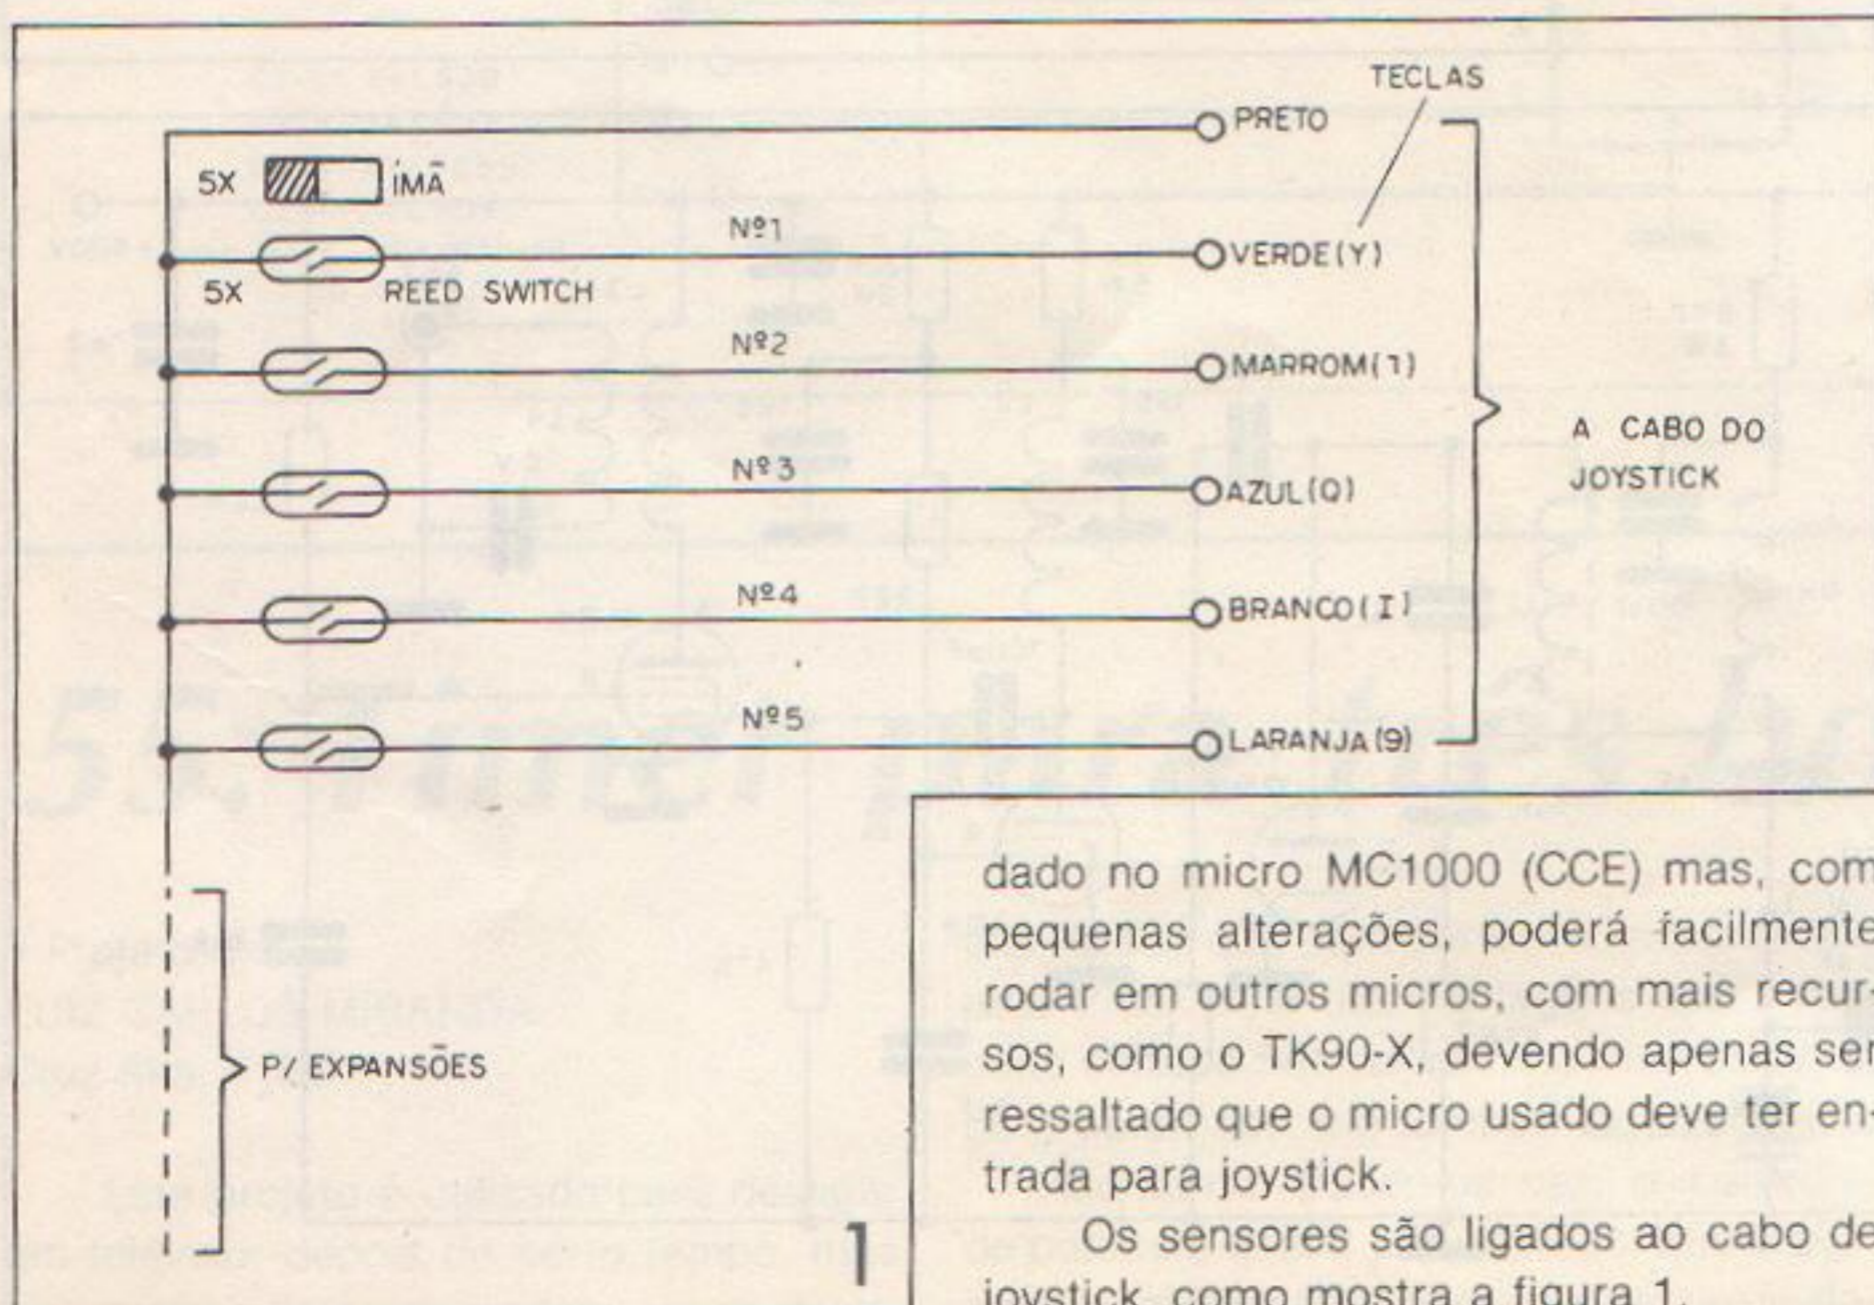 TECLAS
PRETO
5X ÍMÃ
Nº1
VERDE(Y)
5X REED SWITCH
Nº2
MARROM(1)
Nº3
AZUL(Q)
A CABO DO
JOYSTICK
Nº4
BRANCO(I)
Nº5
LARANJA(9)
P/ EXPANSÕES
1
dado no micro MC1000 (CCE) mas, com
pequenas alterações, poderá facilmente
rodar em outros micros, com mais recur-
sos, como o TK90-X, devendo apenas ser
ressaltado que o micro usado deve ter en-
trada para joystick.
Os sensores são ligados ao cabo de
joystick, como mostra a figura 1.